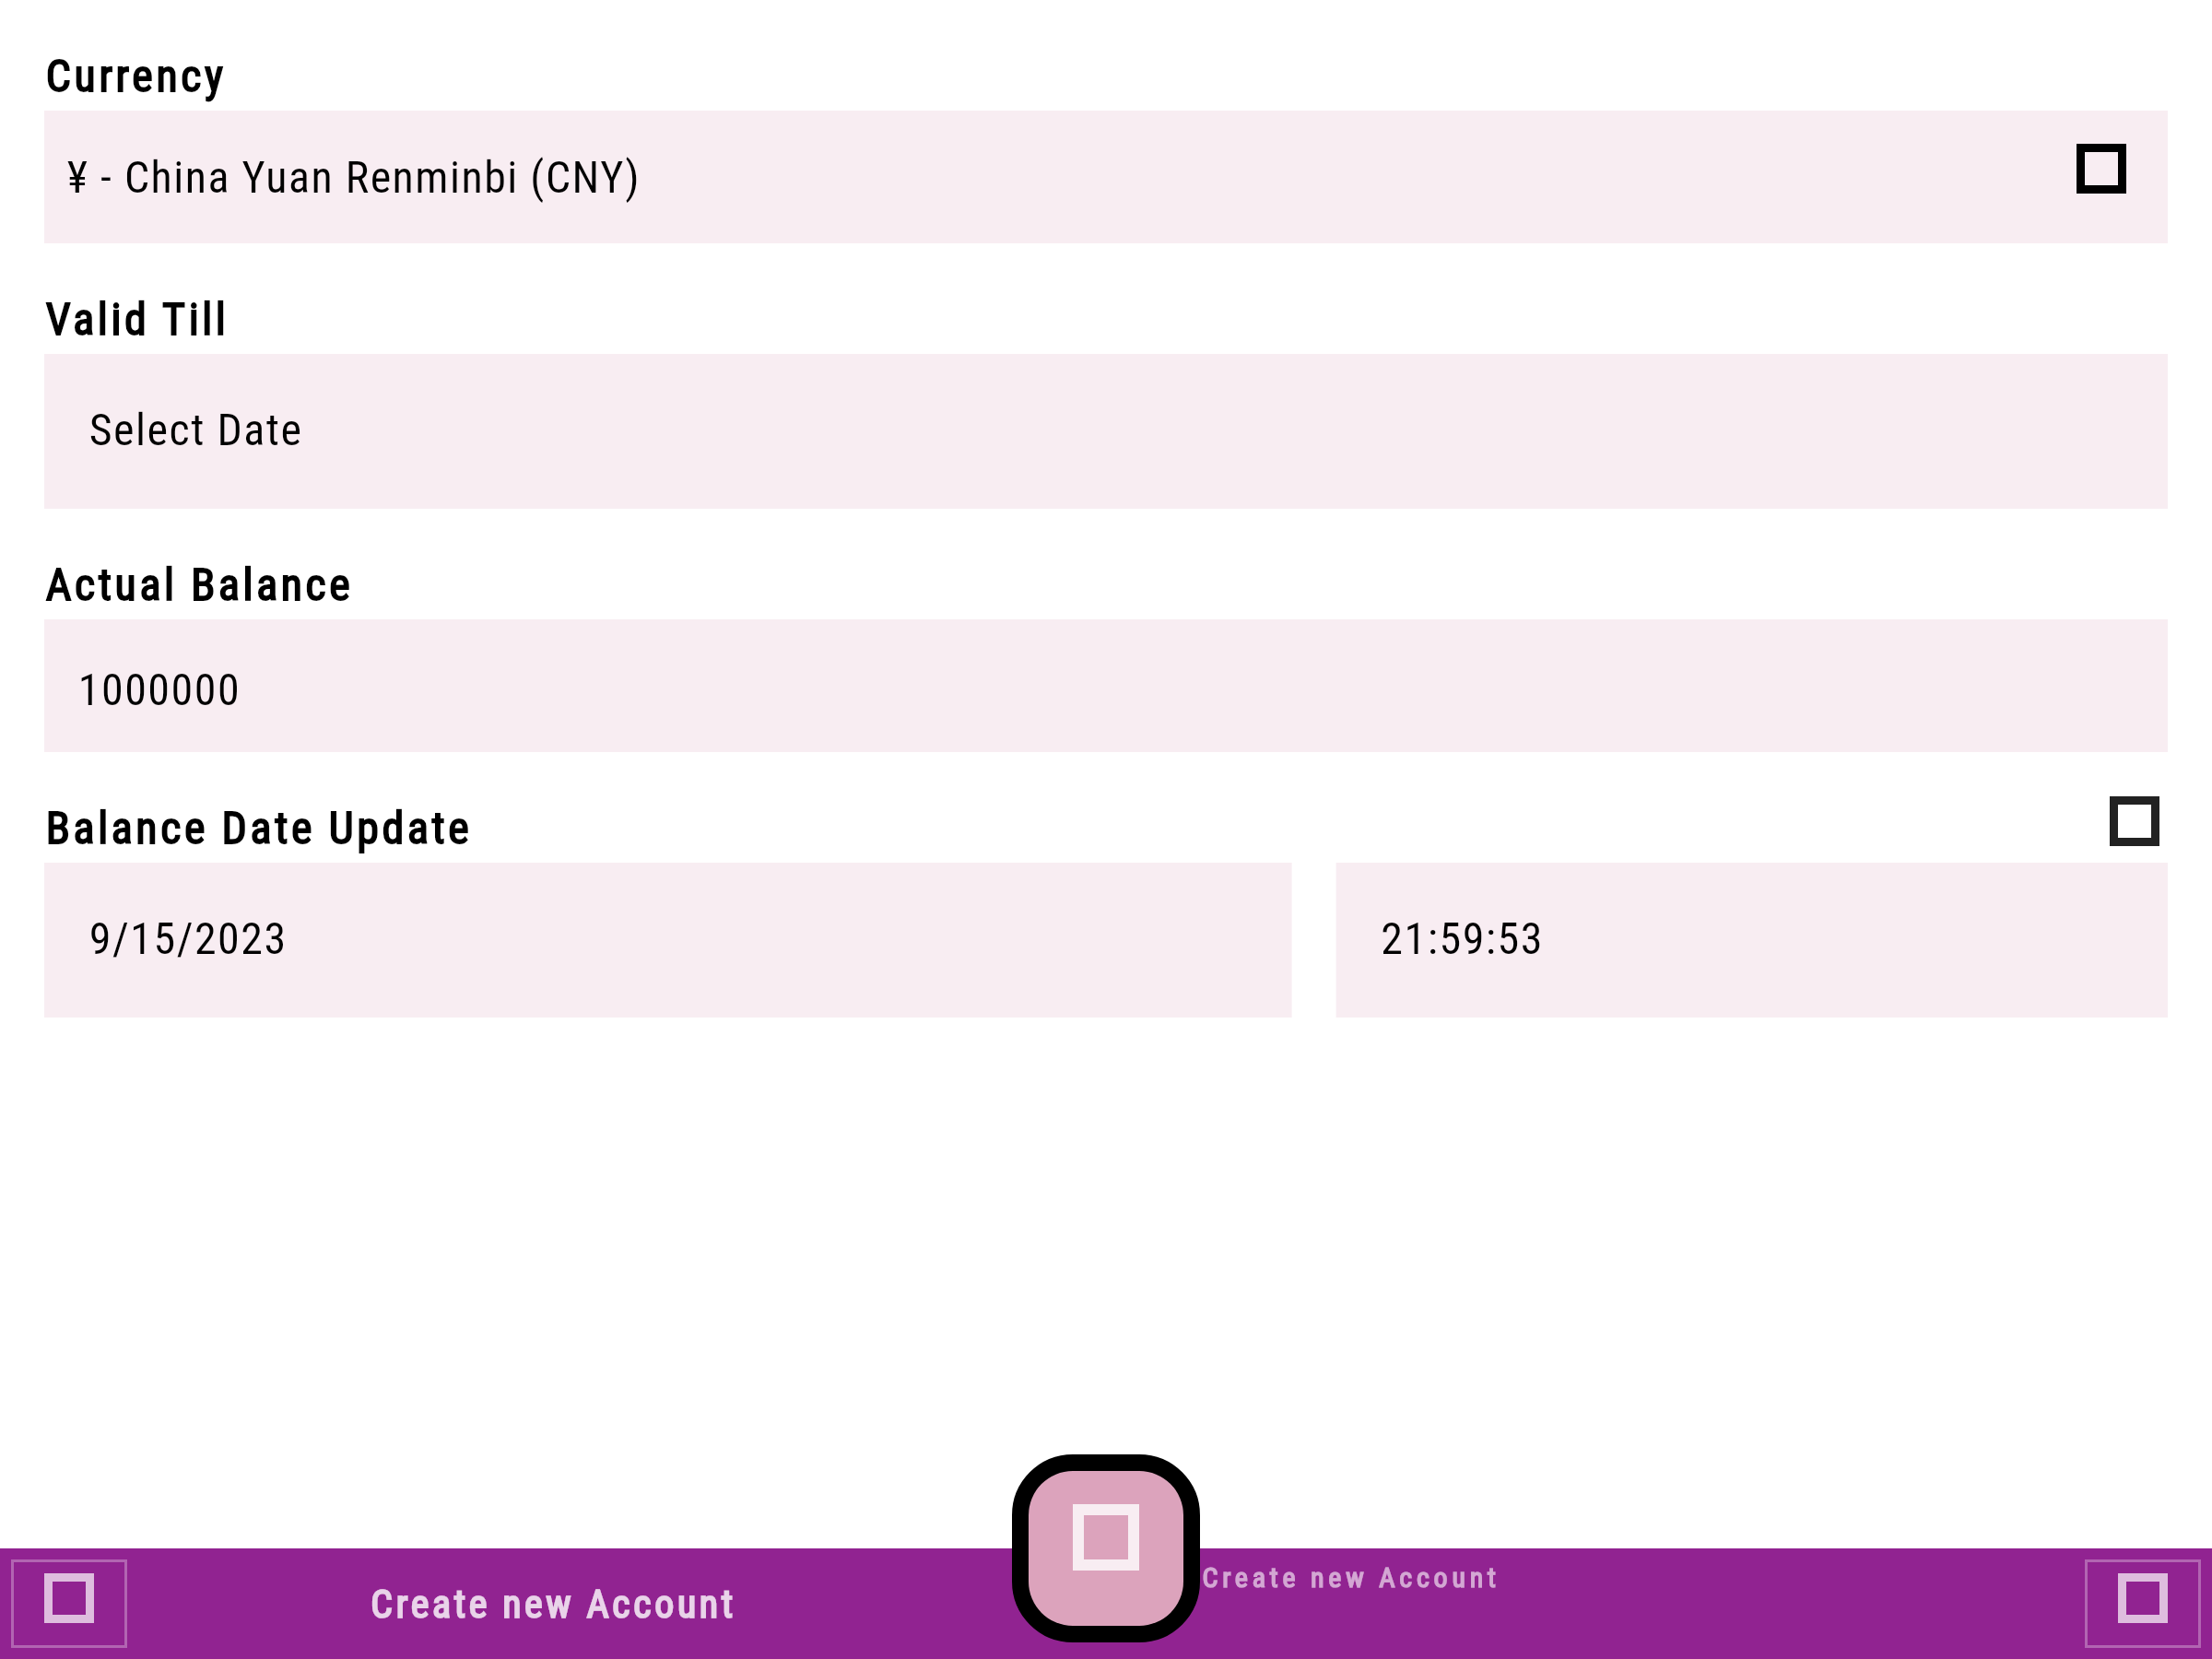 Currency
¥ - China Yuan Renminbi (CNY)
Valid Till
Select Date
Actual Balance
1000000
Balance Date Update
9/15/2023
21:59:53
Create new Account
Create new Account